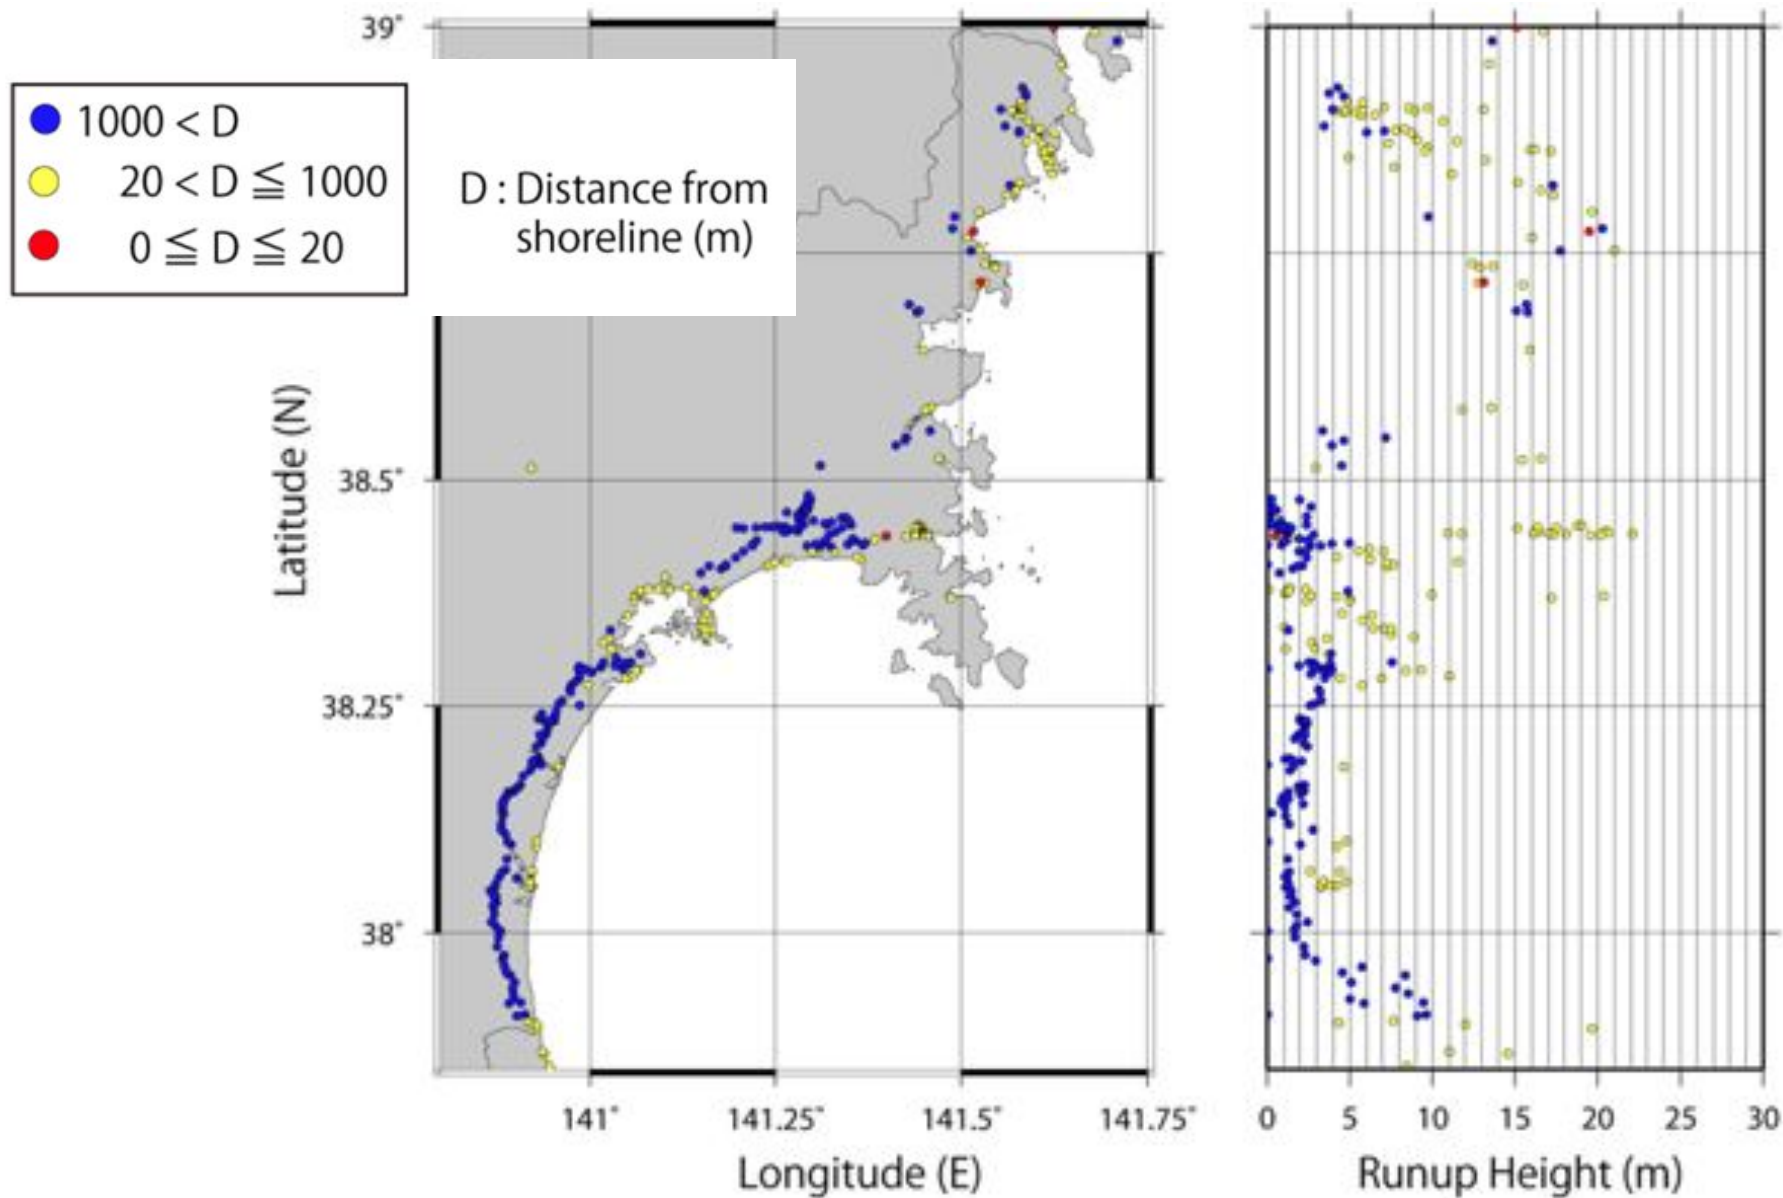 39°
1000 < D
20 < D ≦ 1000
0 ≦ D ≦ 20
D : Distance from
shoreline (m)
Latitude (N)
38.5°
38.25°
38°
141° 141.25° 141.5° 141.75°
Longitude (E)
0 5 10 15 20 25 30
Runup Height (m)